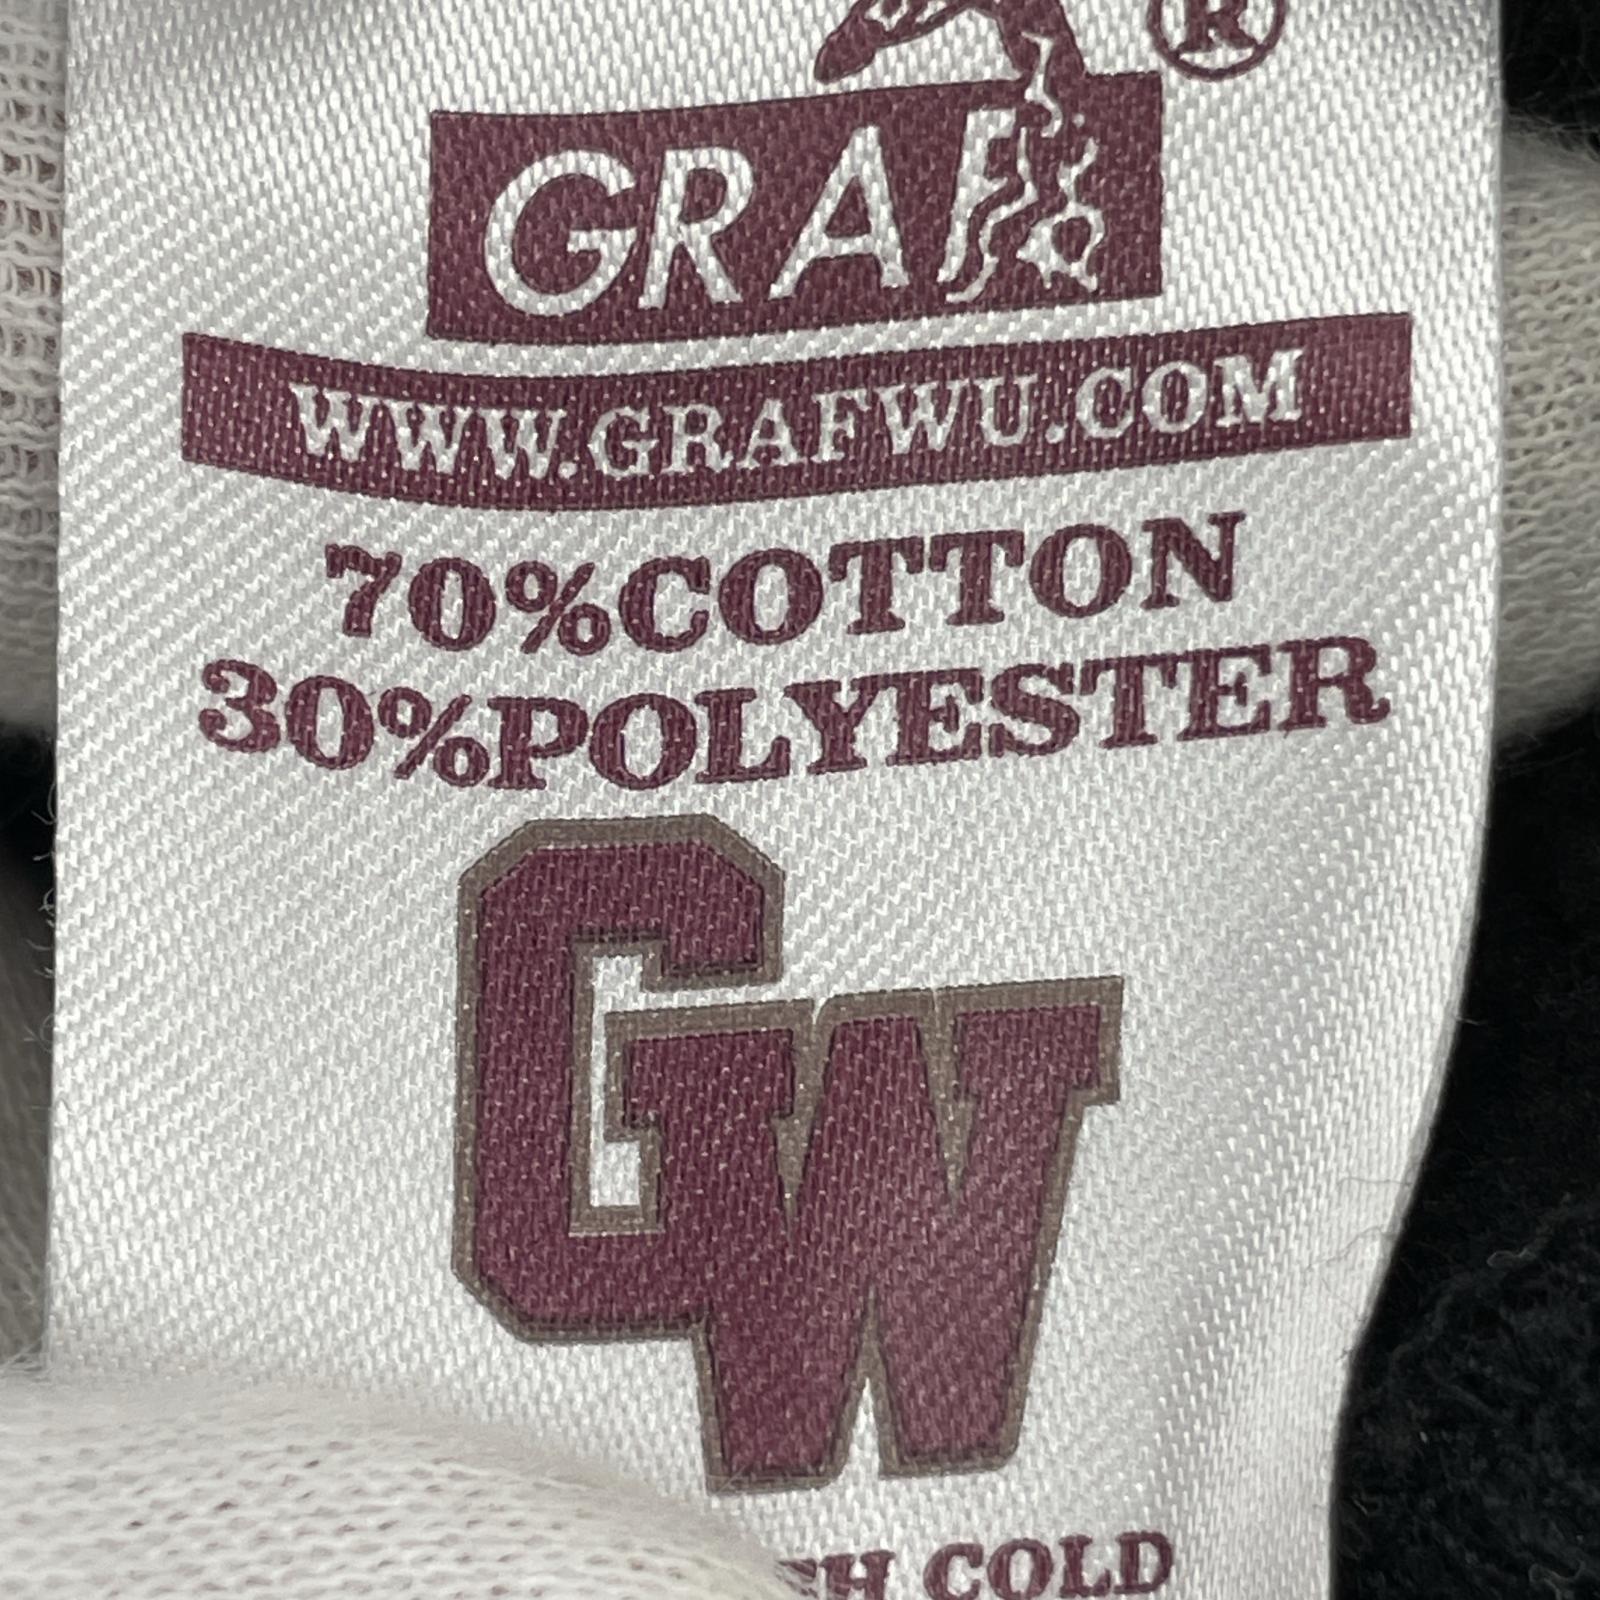 ®
GRAF
WWW.GRAFWU.COM
70%COTTON
30%POLYESTER
GW
COLD